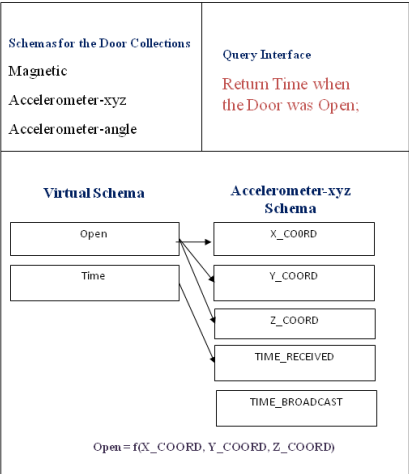 Schemas for the Door Collections
Magnetic
Accelerometer-xyz
Accelerometer-angle
Query Interface
Return Time when
the Door was Open;
Virtual Schema
Accelerometer-xyz
Schema
Open
Time
X_CO0RD
Y_COORD
Z_COORD
TIME_RECEIVED
TIME_BROADCAST
Open = f(X_COORD, Y_COORD, Z_COORD)